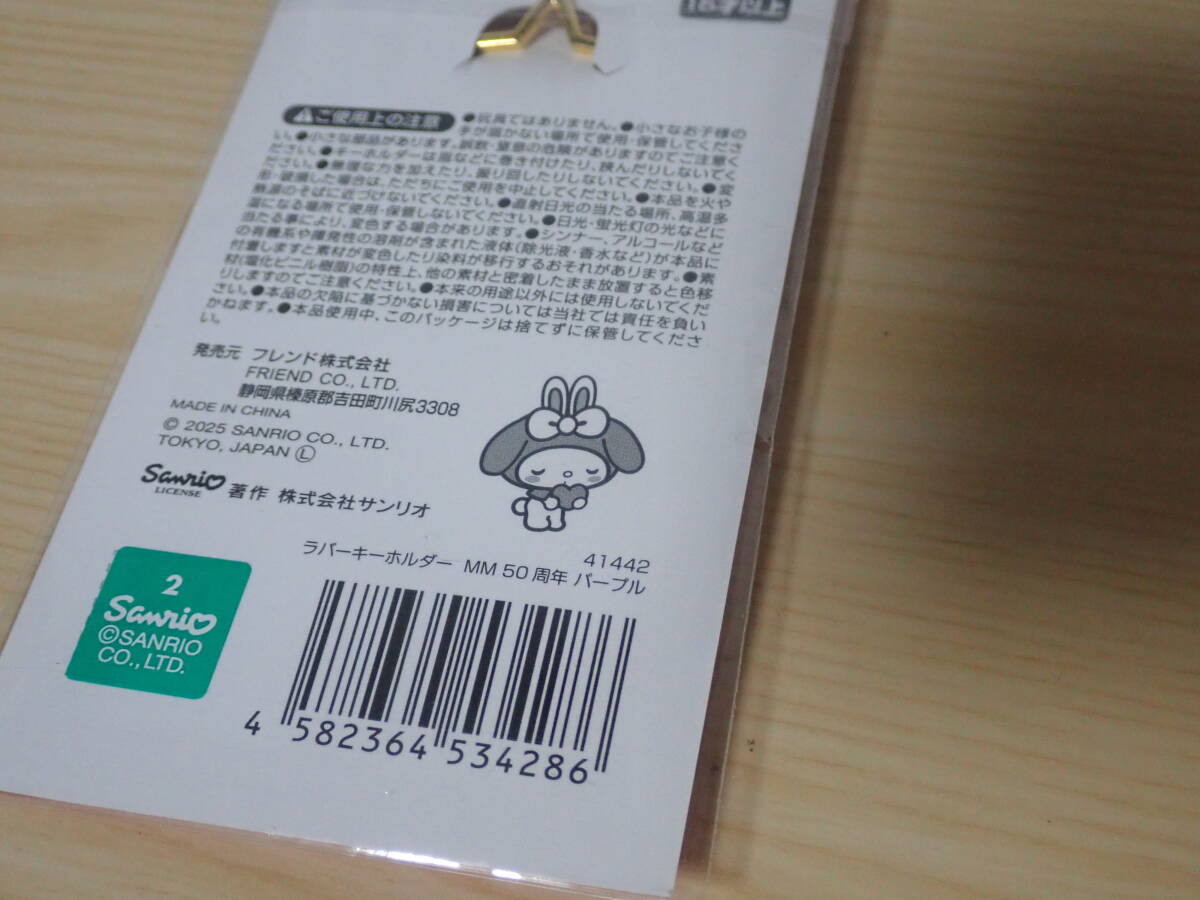 15才以上
⚠ご使用上の注意 ●玩具ではありません。●小さなお子様の
手が届かない場所で使用・保管してくださ
い。●小さな部品があります。誤飲・窒息の危険がありますのでご注意く
ださい。●キーホルダーは指などに巻き付けたり、挟んだりしないでく
ださい。●無理な力を加えたり、振り回したりしないでください。●変
形・破損した場合は、ただちにご使用を中止してください。●本品を火や
熱源のそばに近づけないでください。●直射日光の当たる場所、高温多
湿になる場所で使用・保管しないでください。●日光・蛍光灯の光などに
当たる事により、変色する場合があります。●シンナー、アルコールなど
の有機系や揮発性の溶剤が含まれた液体(除光液・香水など)が本品に
付着しますと素材が変色したり染料が移行するおそれがあります。●素
材(塩化ビニール樹脂)の特性上、他の素材と密着したまま放置すると色移
りしますのでご注意ください。●本来の用途以外には使用しないでくだ
さい。●本品の欠陥に基づかない損害については当社では責任を負い
かねます。●本品使用中、このパッケージは捨てずに保管してくださ
い。
発売元 フレンド株式会社
FRIEND CO., LTD.
静岡県榛原郡吉田町川尻3308
MADE IN CHINA
© 2025 SANRIO CO., LTD.
TOKYO, JAPAN Ⓛ
Sanrio
LICENSE
著作 株式会社サンリオ
41442
ラバーキーホルダー MM 50周年 パープル
2
Sanrio
©SANRIO
CO., LTD.
4 582364 534286